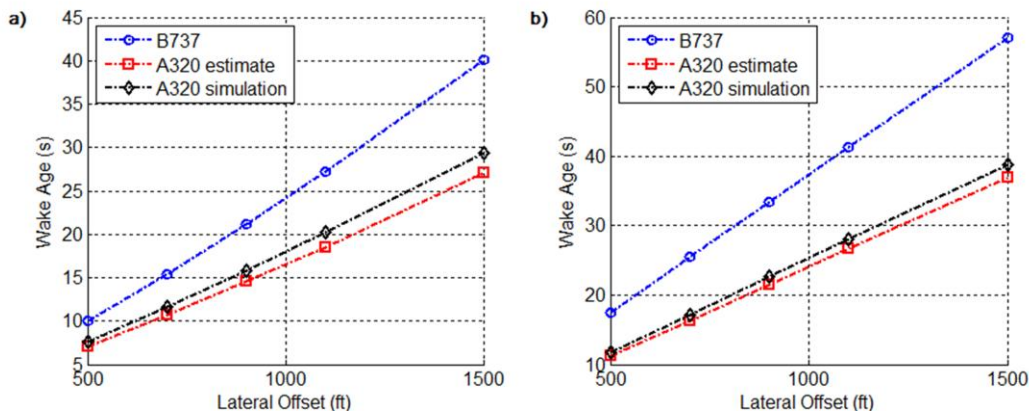 a)
45
40
35
30
25
20
15
10
5
Wake Age (s)
B737
A320 estimate
A320 simulation
500
1000
1500
Lateral Offset (ft)
b)
60
50
40
30
20
10
Wake Age (s)
B737
A320 estimate
A320 simulation
500
1000
1500
Lateral Offset (ft)